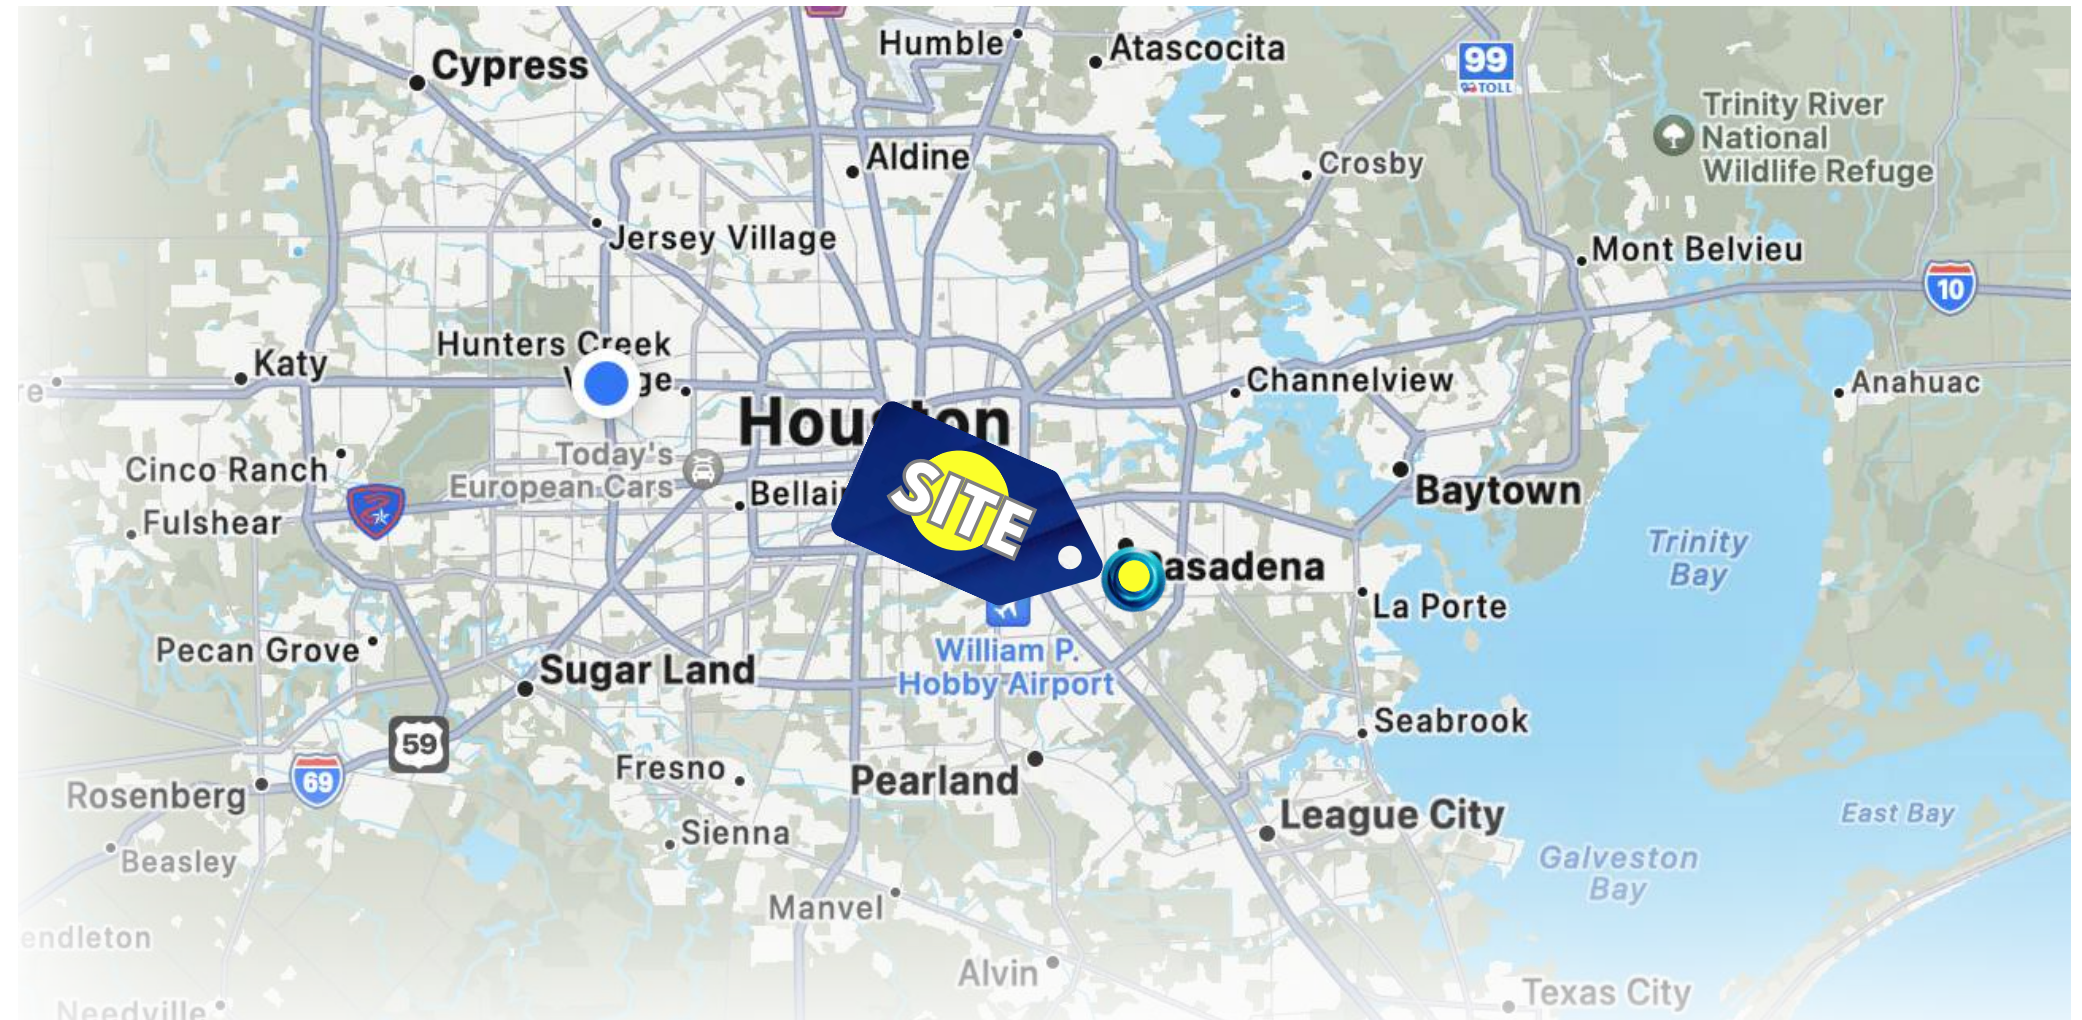 Humble
Atascocita
Cypress
99
TOLL
Trinity River
National
Wildlife Refuge
Aldine
Crosby
Jersey Village
Mont Belvieu
10
Hunters Creek
Katy
Channelview
Anahuac
Houston
Today's
European Cars
Cinco Ranch
SITE
Baytown
Fulshear
Trinity
Bay
Pasadena
La Porte
William P.
Hobby Airport
Pecan Grove
Sugar Land
Seabrook
59
69
Fresno
Pearland
Rosenberg
League City
East Bay
Sienna
Beasley
Galveston
Bay
Manvel
endleton
Alvin
Texas City
Needville